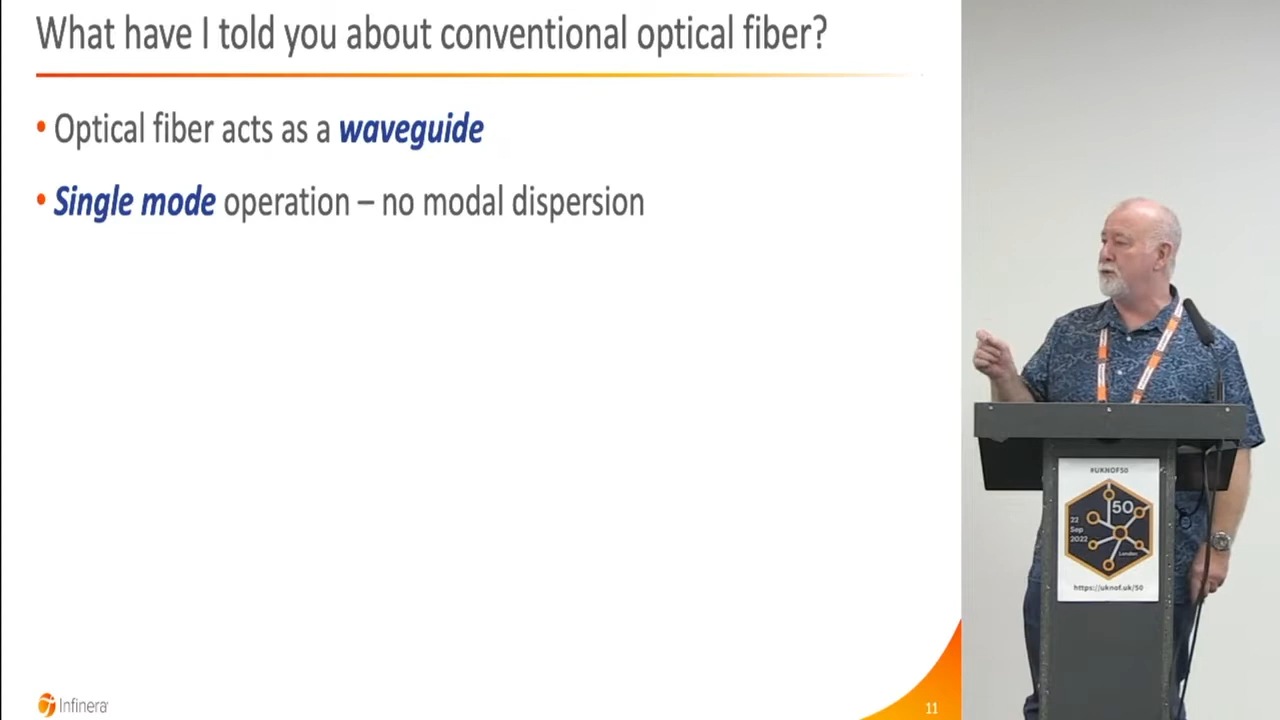 What have I told you about conventional optical fiber?
• Optical fiber acts as a waveguide
• Single mode operation – no modal dispersion
Infinera
11
#UKNOF50
50
22
Sep
2022
London
https://uknof.uk/50